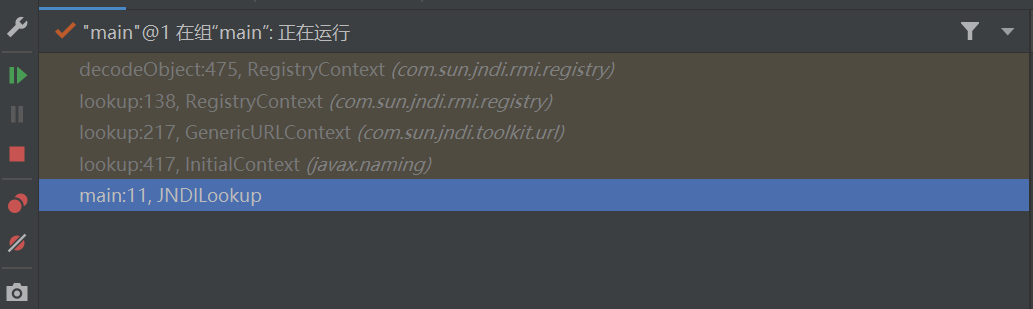 "main"@1 在组“main”: 正在运行
decodeObject:475, RegistryContext (com.sun.jndi.rmi.registry)
lookup:138, RegistryContext (com.sun.jndi.rmi.registry)
lookup:217, GenericURLContext (com.sun.jndi.toolkit.url)
lookup:417, InitialContext (javax.naming)
main:11, JNDILookup